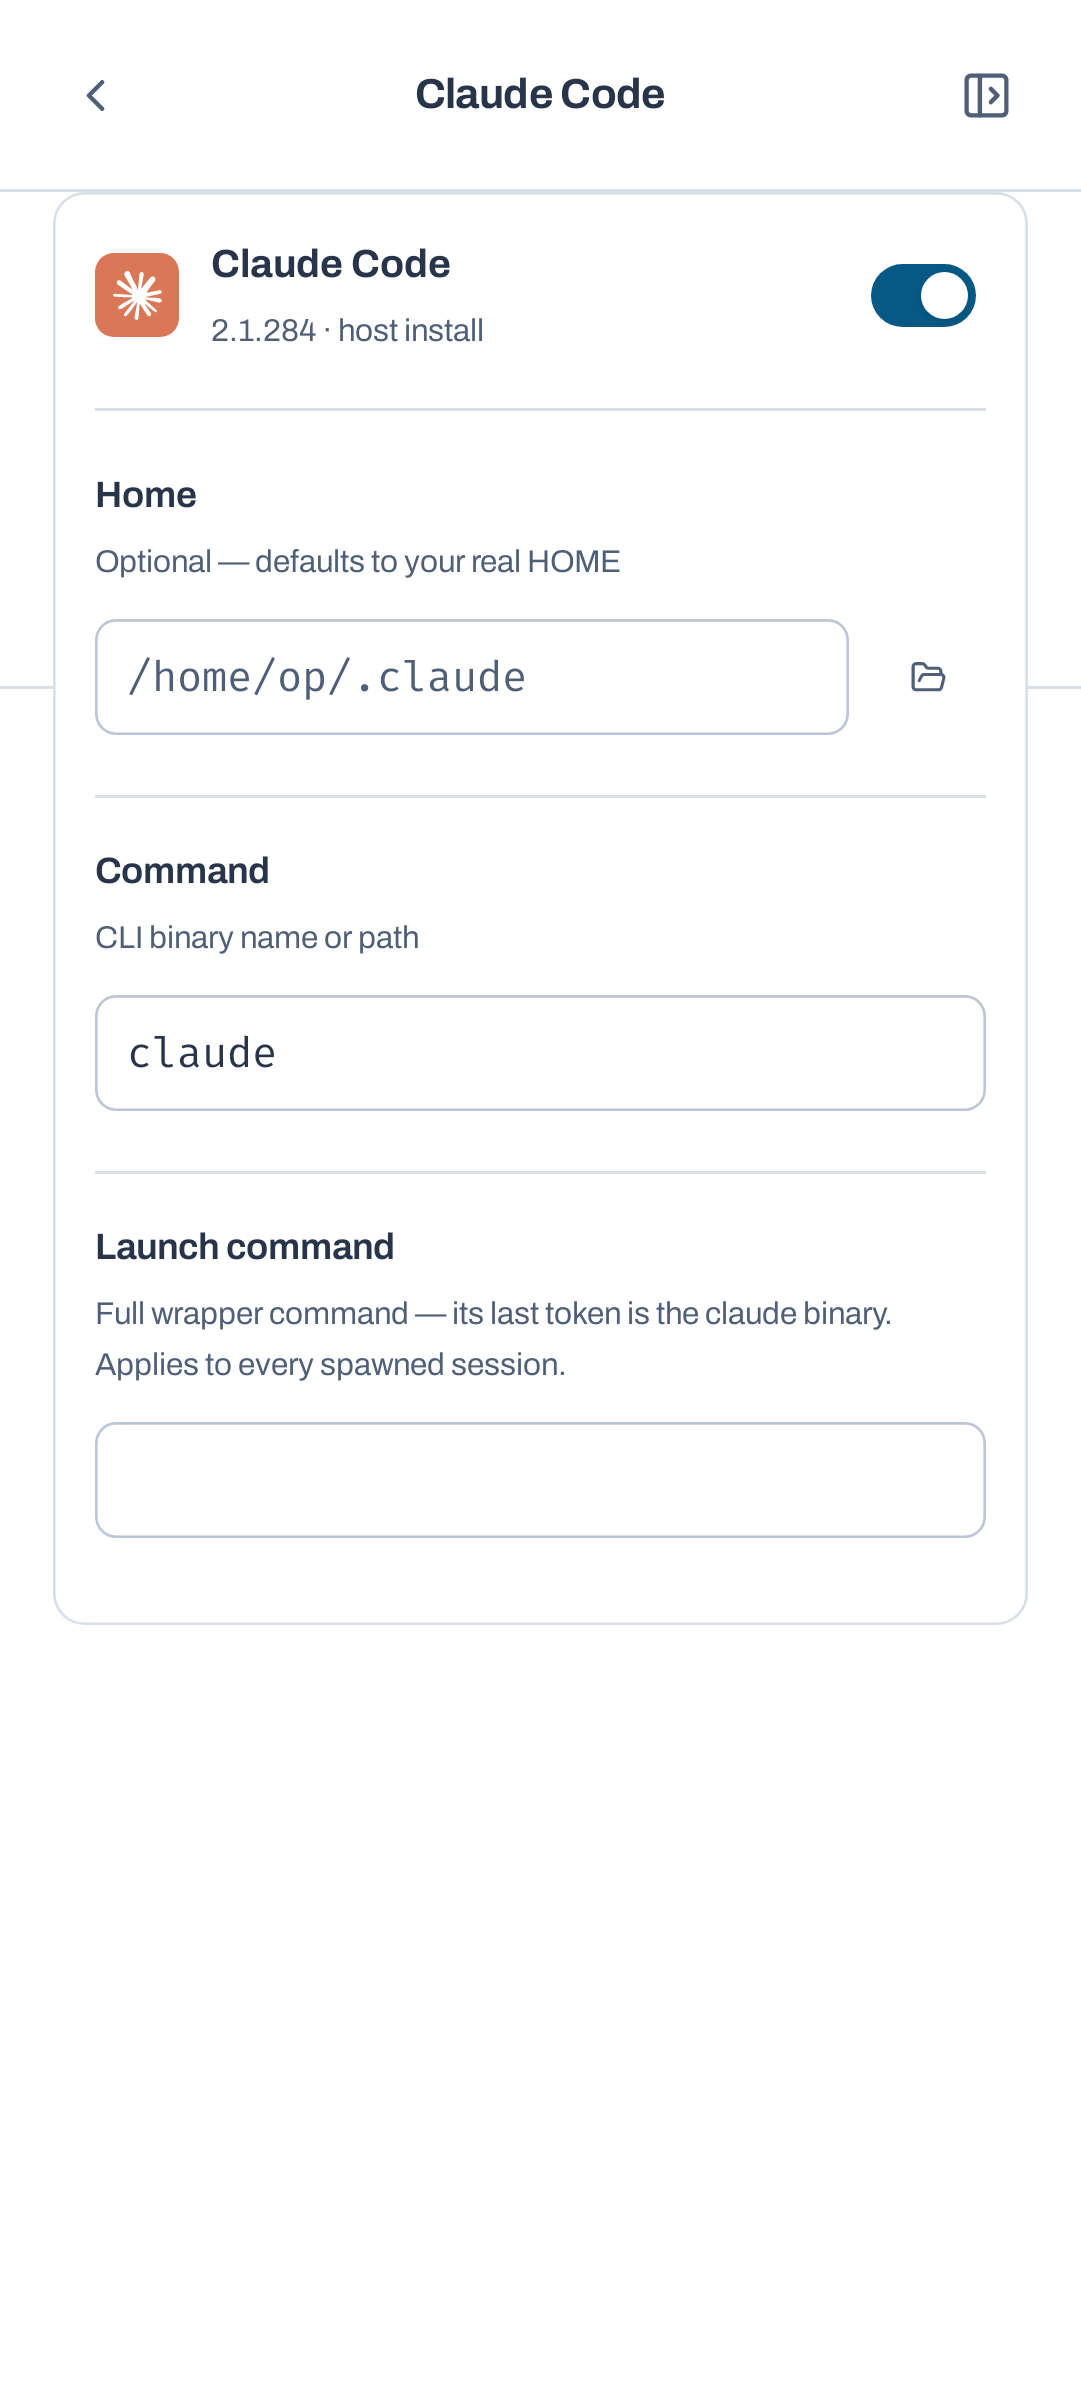 Claude Code
Claude Code
2.1.284 · host install
Home
Optional — defaults to your real HOME
/home/op/.claude
Command
CLI binary name or path
claude
Launch command
Full wrapper command — its last token is the claude binary.
Applies to every spawned session.